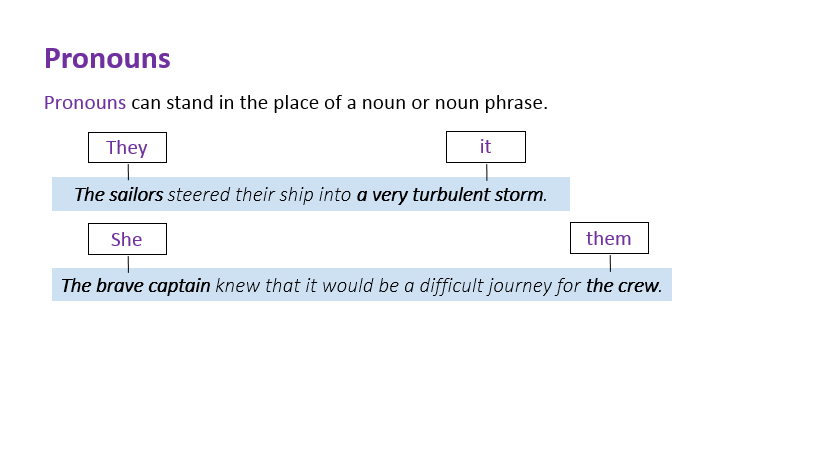 Pronouns
Pronouns can stand in the place of a noun or noun phrase.
They it
The sailors steered their ship into a very turbulent storm.
She them
The brave captain knew that it would be a difficult journey for the crew.